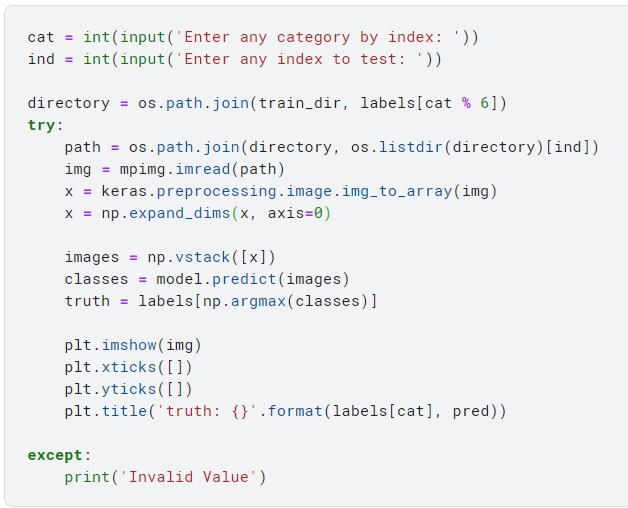 cat = int(input('Enter any category by index: '))
ind = int(input('Enter any index to test: '))
directory = os.path.join(train_dir, labels[cat % 6])
try:
path = os.path.join(directory, os.listdir(directory)[ind])
img = mpimg.imread(path)
x = keras.preprocessing.image.img_to_array(img)
x = np.expand_dims(x, axis=0)
images = np.vstack([x])
classes = model.predict(images)
truth = labels[np.argmax(classes)]
plt.imshow(img)
plt.xticks([])
plt.yticks([])
plt.title('truth: {}'.format(labels[cat], pred))
except:
print('Invalid Value')